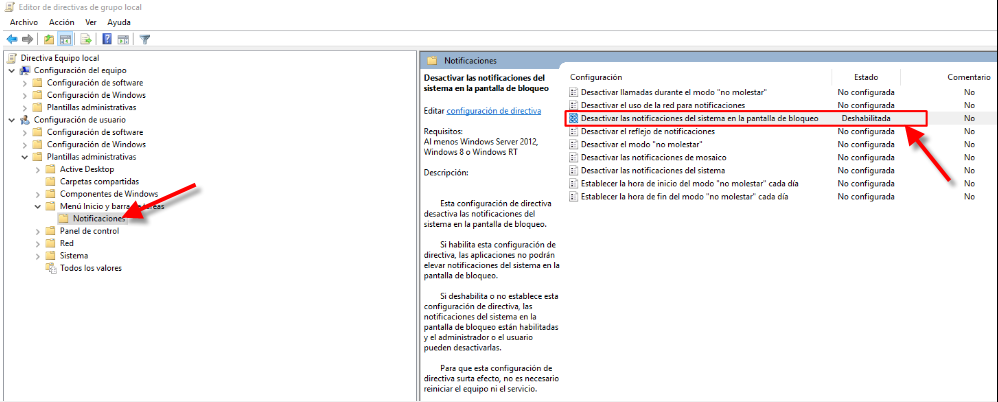 Editor de directivas de grupo local
Archivo Acción Ver Ayuda
Directiva Equipo local
Configuración del equipo
Configuración de software
Configuración de Windows
Plantillas administrativas
Configuración de usuario
Configuración de software
Configuración de Windows
Plantillas administrativas
Active Desktop
Carpetas compartidas
Componentes de Windows
Menú Inicio y barra de tareas
Notificaciones
Panel de control
Red
Sistema
Todos los valores
Notificaciones
Desactivar las notificaciones del
sistema en la pantalla de bloqueo
Editar configuración de directiva
Requisitos:
Al menos Windows Server 2012,
Windows 8 o Windows RT
Descripción:
Esta configuración de directiva
desactiva las notificaciones del
sistema en la pantalla de bloqueo.
Si habilita esta configuración de
directiva, las aplicaciones no podrán
elevar notificaciones del sistema en la
pantalla de bloqueo.
Si deshabilita o no establece esta
configuración de directiva, las
notificaciones del sistema en la
pantalla de bloqueo están habilitadas
y el administrador o el usuario
pueden desactivarlas.
Para que esta configuración de
directiva surta efecto, no es necesario
reiniciar el equipo ni el servicio.
Configuración Estado Comentario
Desactivar llamadas durante el modo "no molestar" No configurada No
Desactivar el uso de la red para notificaciones No configurada No
Desactivar las notificaciones del sistema en la pantalla de bloqueo Deshabilitada No
Desactivar el reflejo de notificaciones No configurada No
Desactivar el modo "no molestar" No configurada No
Desactivar las notificaciones de mosaico No configurada No
Desactivar las notificaciones del sistema No configurada No
Establecer la hora de inicio del modo "no molestar" cada día No configurada No
Establecer la hora de fin del modo "no molestar" cada día No configurada No